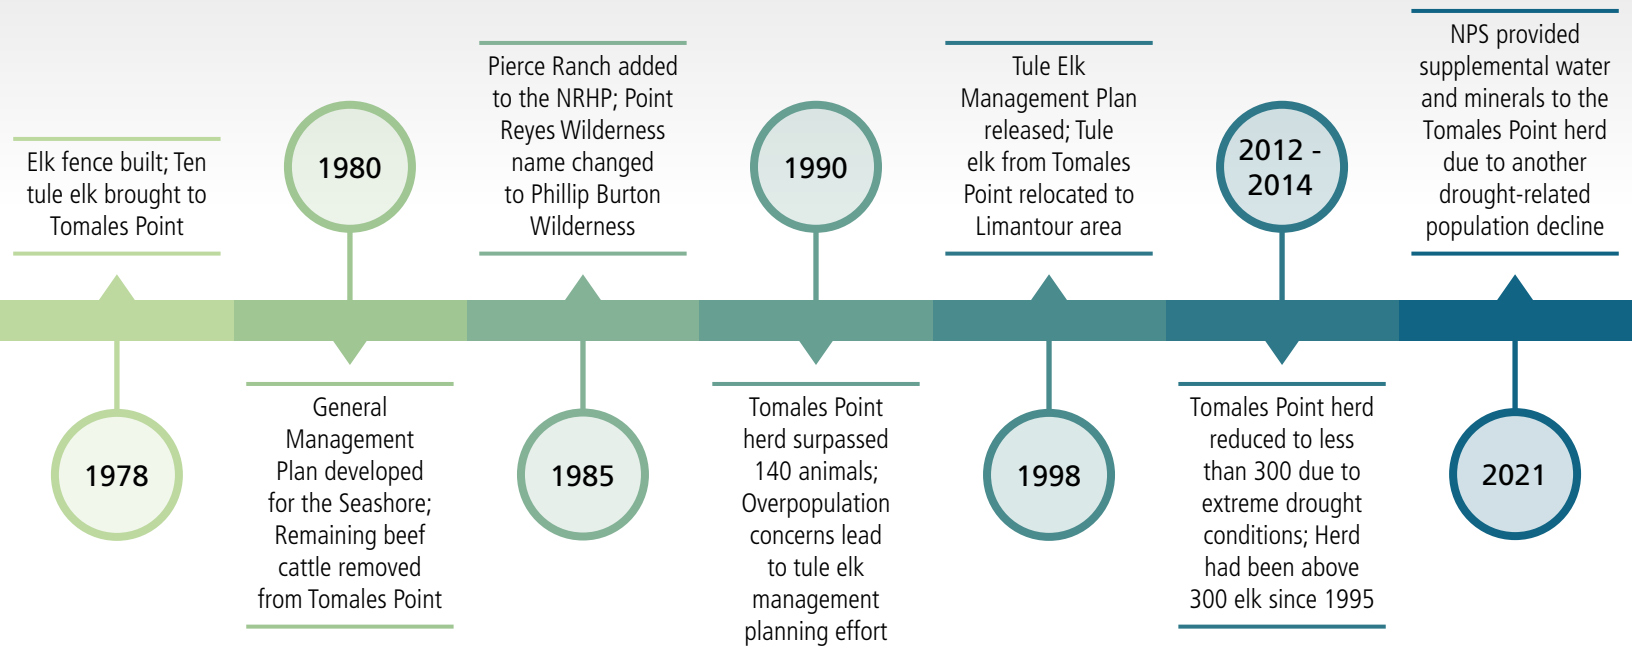 Elk fence built; Ten
tule elk brought to
Tomales Point
1978
1980
General
Management
Plan developed
for the Seashore;
Remaining beef
cattle removed
from Tomales Point
Pierce Ranch added
to the NRHP; Point
Reyes Wilderness
name changed
to Phillip Burton
Wilderness
1985
1990
Tomales Point
herd surpassed
140 animals;
Overpopulation
concerns lead
to tule elk
management
planning effort
Tule Elk
Management Plan
released; Tule
elk from Tomales
Point relocated to
Limantour area
1998
2012 -
2014
Tomales Point herd
reduced to less
than 300 due to
extreme drought
conditions; Herd
had been above
300 elk since 1995
NPS provided
supplemental water
and minerals to the
Tomales Point herd
due to another
drought-related
population decline
2021